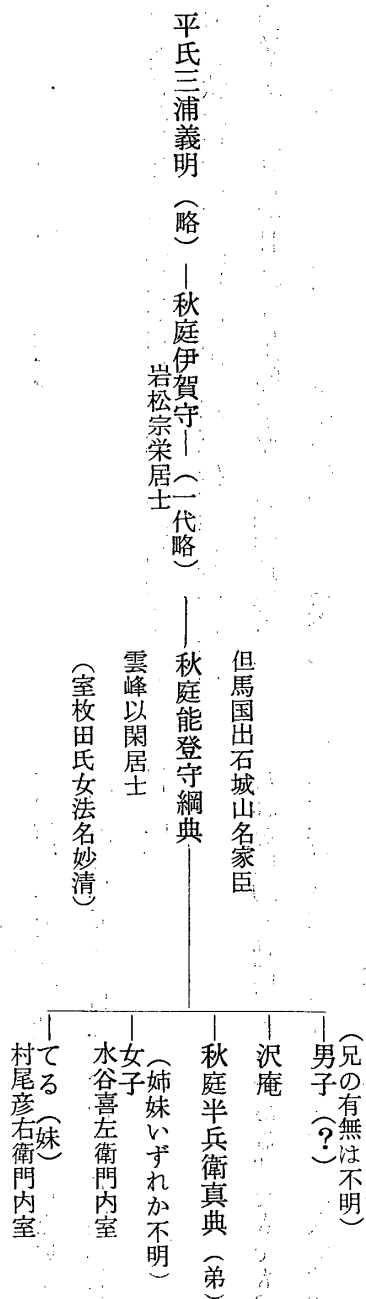 平氏三浦義明（略）―秋庭伊賀守―（一代略）―秋庭能登守綱典
岩松宗栄居士
但馬国出石城山名家臣
雲峰以閑居士
（室枚田氏女法名妙清）
（兄の有無は不明）
男子（？）
沢庵
秋庭半兵衛真典（弟）
（姉妹いずれか不明）
女子
水谷喜左衛門内室
てる（妹）
村尾彦右衛門内室